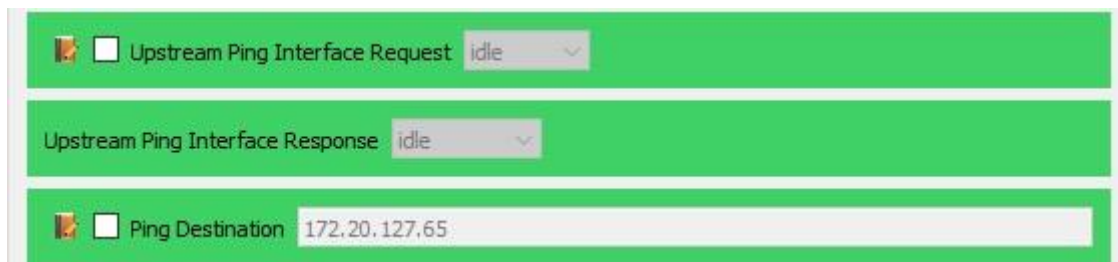 Upstream Ping Interface Request idle
Upstream Ping Interface Response idle
Ping Destination 172.20.127.65